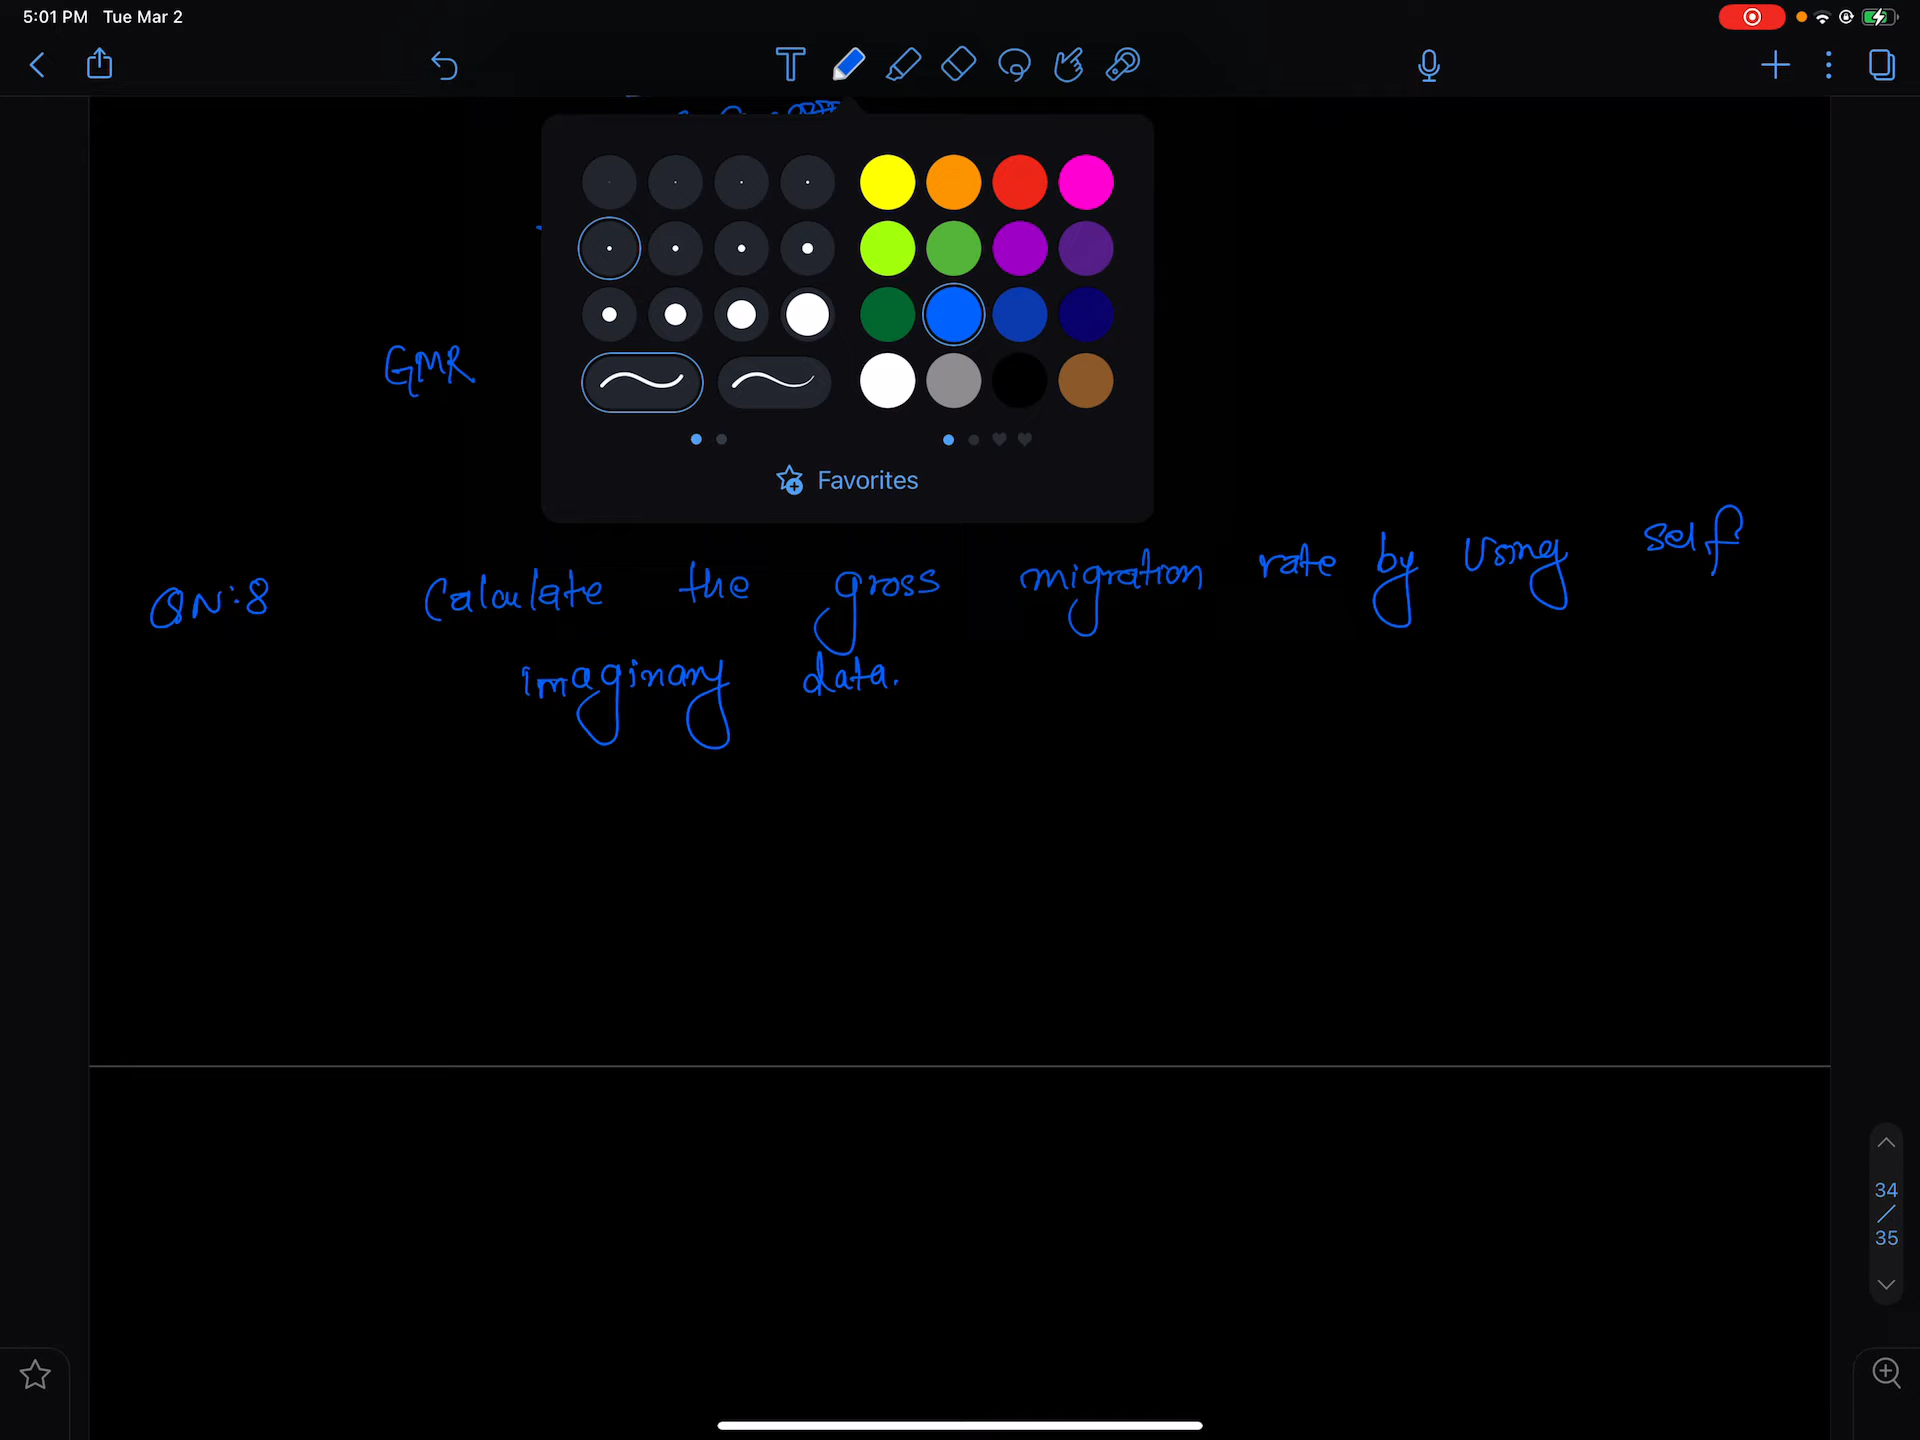 5:01 PM Tue Mar 2
GMR
Favorites
QN:8 Calculate the gross migration rate by Using self
imaginary data.
34
/
35